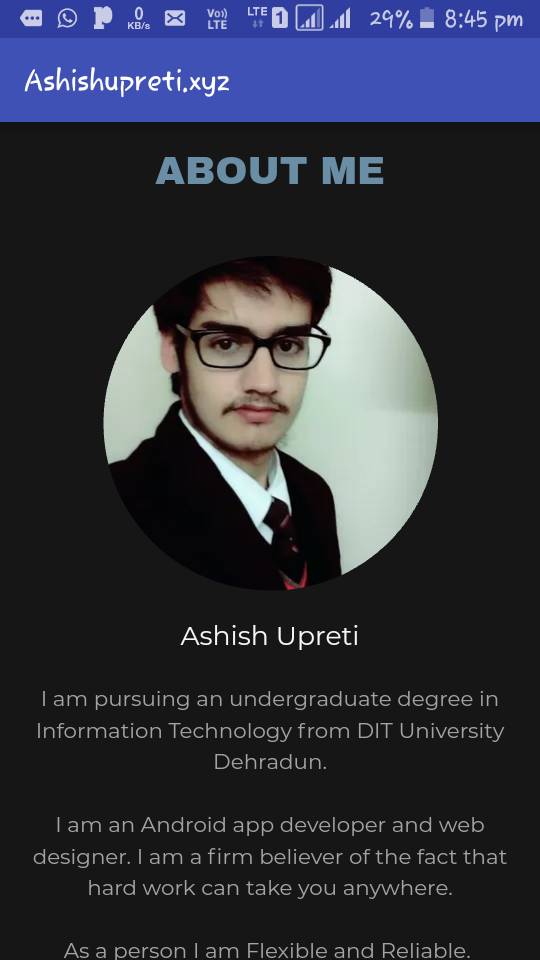 0 KB/s Vo)) LTE LTE 1 29% 8:45 pm
Ashishupreti.xyz
ABOUT ME
Ashish Upreti
I am pursuing an undergraduate degree in
Information Technology from DIT University
Dehradun.
I am an Android app developer and web
designer. I am a firm believer of the fact that
hard work can take you anywhere.
As a person I am Flexible and Reliable.